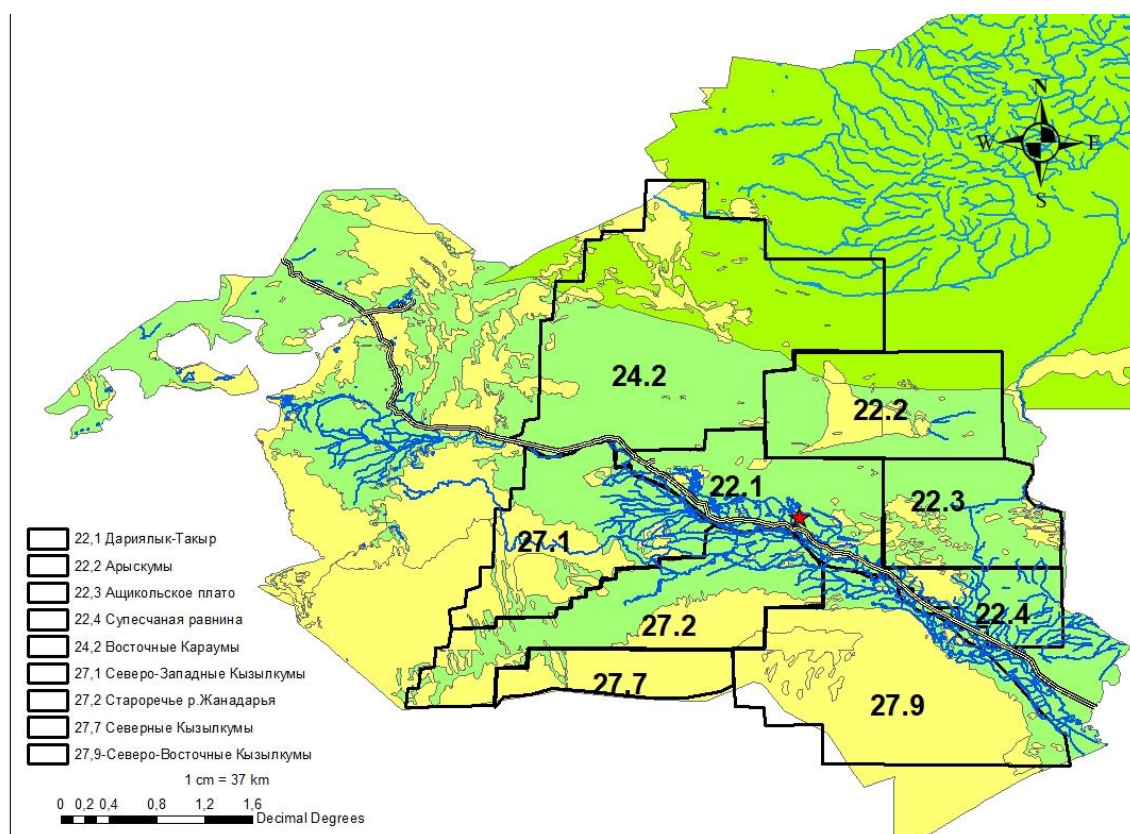 N
W E
S
24.2
22.2
22.1
22.3
27.1
22.4
27.2
27,7
27.9
22,1 Дариялык-Такыр
22,2 Арыскумы
22,3 Ащикольское плато
22,4 Супесчаная равнина
24,2 Восточные Караумы
27,1 Северо-Западные Кызылкумы
27,2 Староречье р.Жанадарья
27,7 Северные Кызылкумы
27,9-Северо-Восточные Кызылкумы
1 cm = 37 km
0 0,2 0,4 0,8 1,2 1,6
Decimal Degrees